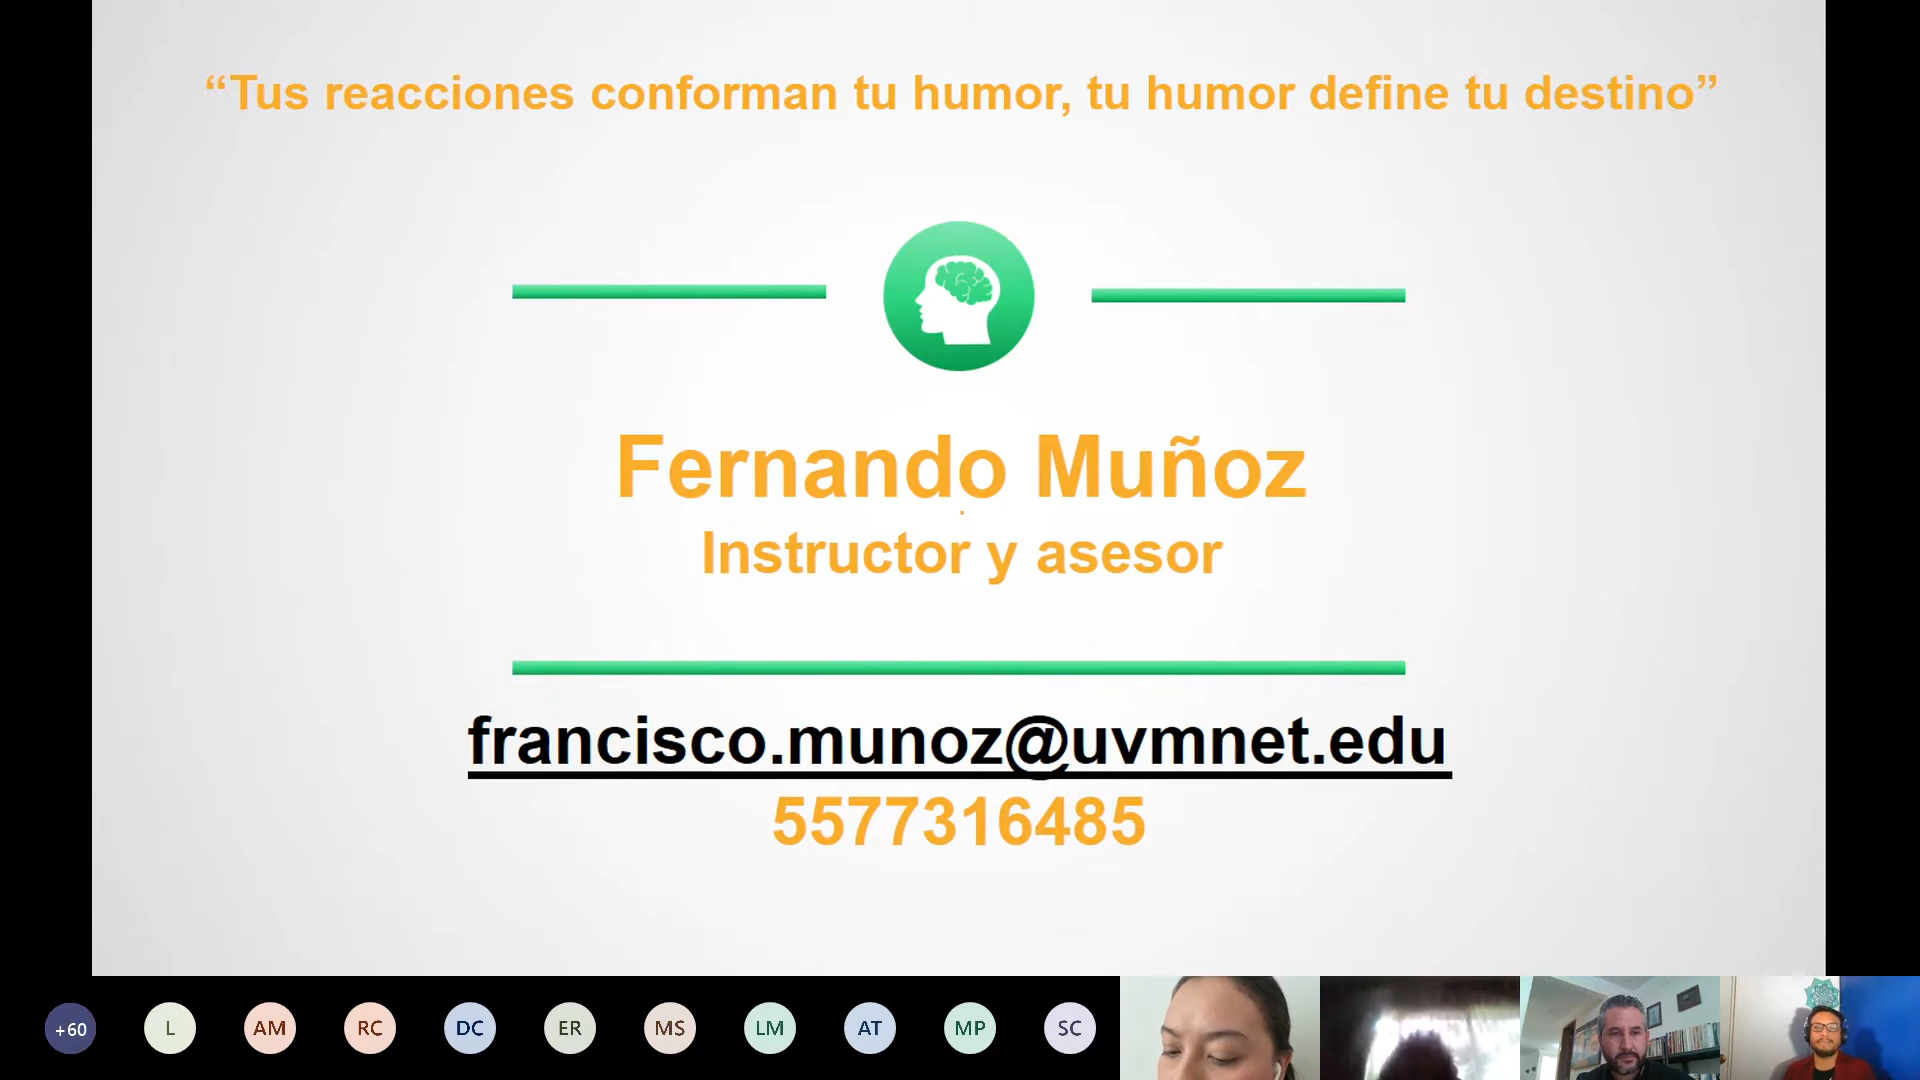 “Tus reacciones conforman tu humor, tu humor define tu destino”
Fernando Muñoz
.
Instructor y asesor
francisco.munoz@uvmnet.edu
5577316485
+60 L AM RC DC ER MS LM AT MP SC